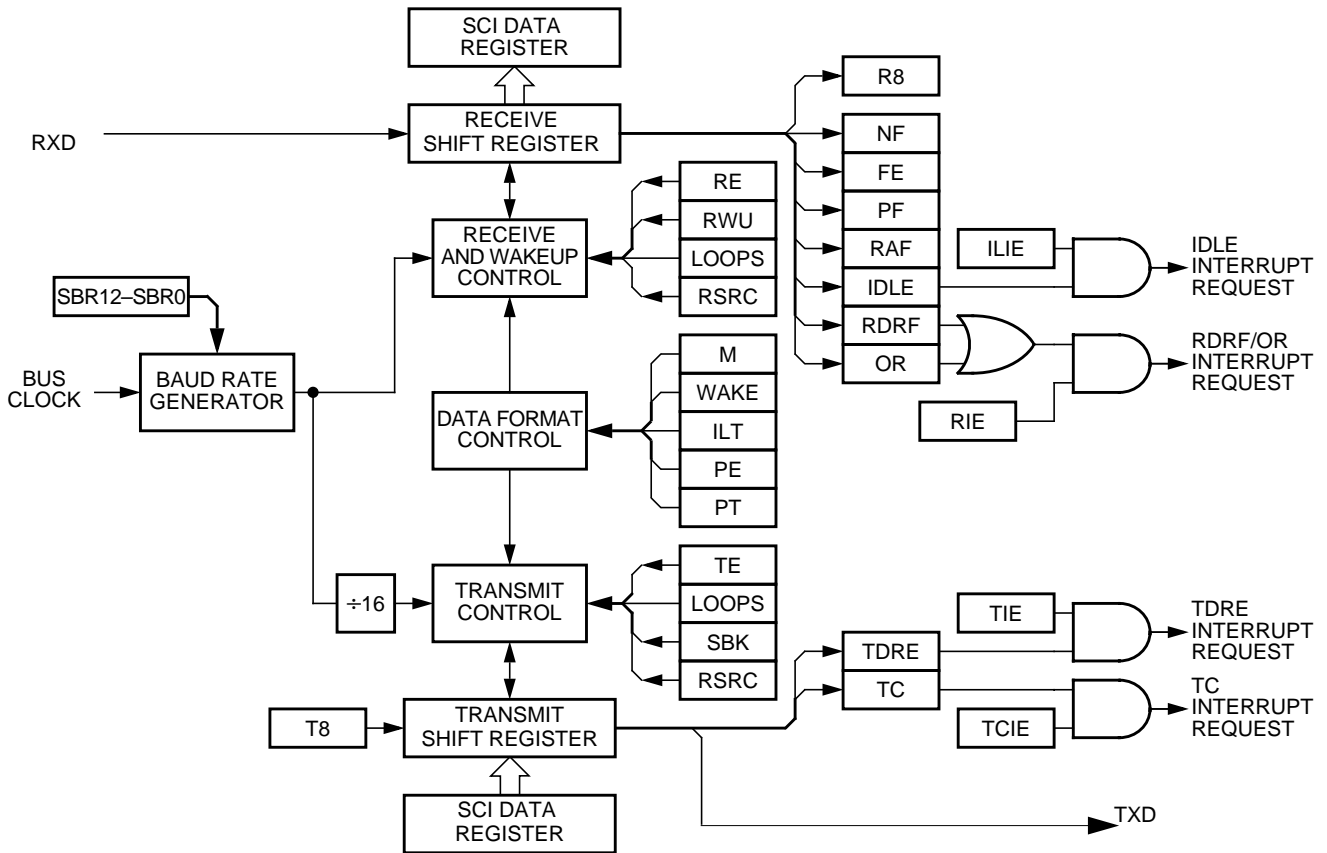 SCI DATA
REGISTER
R8
RXD
RECEIVE
SHIFT REGISTER
NF
FE
PF
RAF
IDLE
RDRF
OR
RE
RWU
LOOPS
RSRC
RECEIVE
AND WAKEUP
CONTROL
ILIE
IDLE
INTERRUPT
REQUEST
RDRF/OR
INTERRUPT
REQUEST
RIE
SBR12–SBR0
BUS
CLOCK
BAUD RATE
GENERATOR
DATA FORMAT
CONTROL
M
WAKE
ILT
PE
PT
÷16
TRANSMIT
CONTROL
TE
LOOPS
SBK
RSRC
TIE
TDRE
INTERRUPT
REQUEST
TDRE
TC
TCIE
TC
INTERRUPT
REQUEST
T8
TRANSMIT
SHIFT REGISTER
SCI DATA
REGISTER
TXD